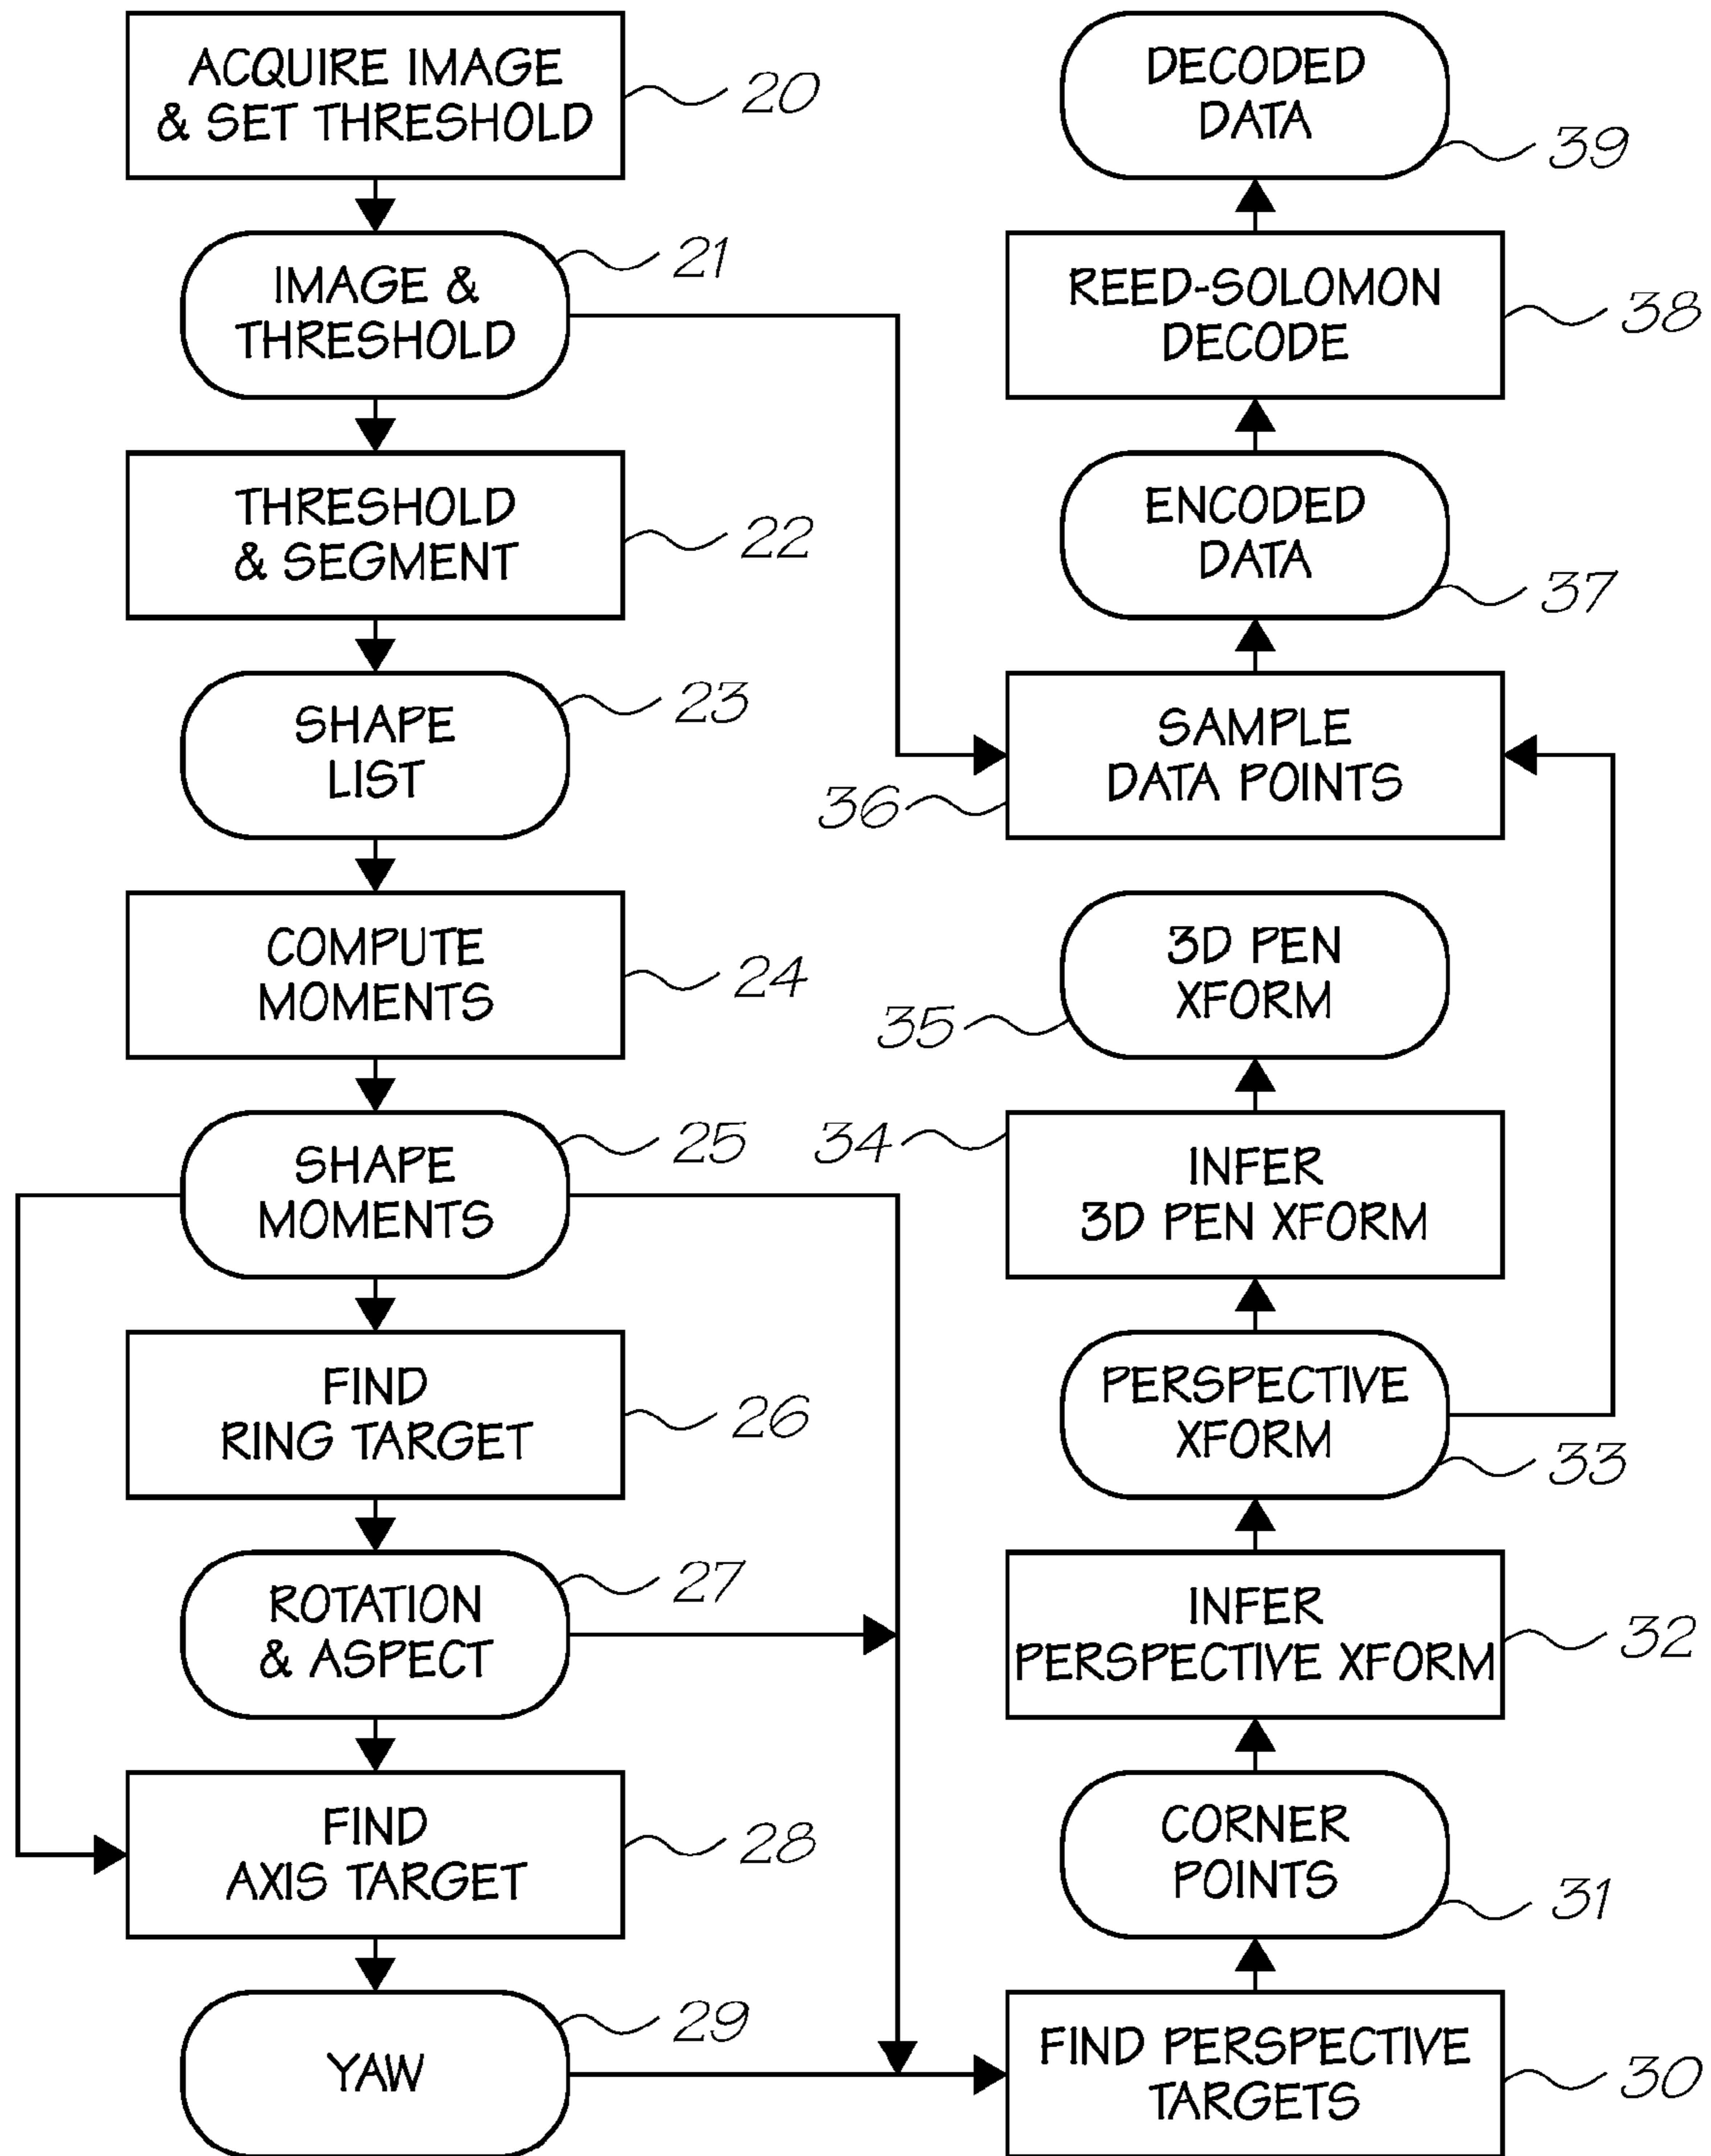 ACQUIRE IMAGE
& SET THRESHOLD
20
IMAGE &
THRESHOLD
21
THRESHOLD
& SEGMENT
22
SHAPE
LIST
23
COMPUTE
MOMENTS
24
SHAPE
MOMENTS
25
FIND
RING TARGET
26
ROTATION
& ASPECT
27
FIND
AXIS TARGET
28
YAW
29
DECODED
DATA
39
REED-SOLOMON
DECODE
38
ENCODED
DATA
37
SAMPLE
DATA POINTS
36
3D PEN
XFORM
35
INFER
3D PEN XFORM
34
PERSPECTIVE
XFORM
33
INFER
PERSPECTIVE XFORM
32
CORNER
POINTS
31
FIND PERSPECTIVE
TARGETS
30